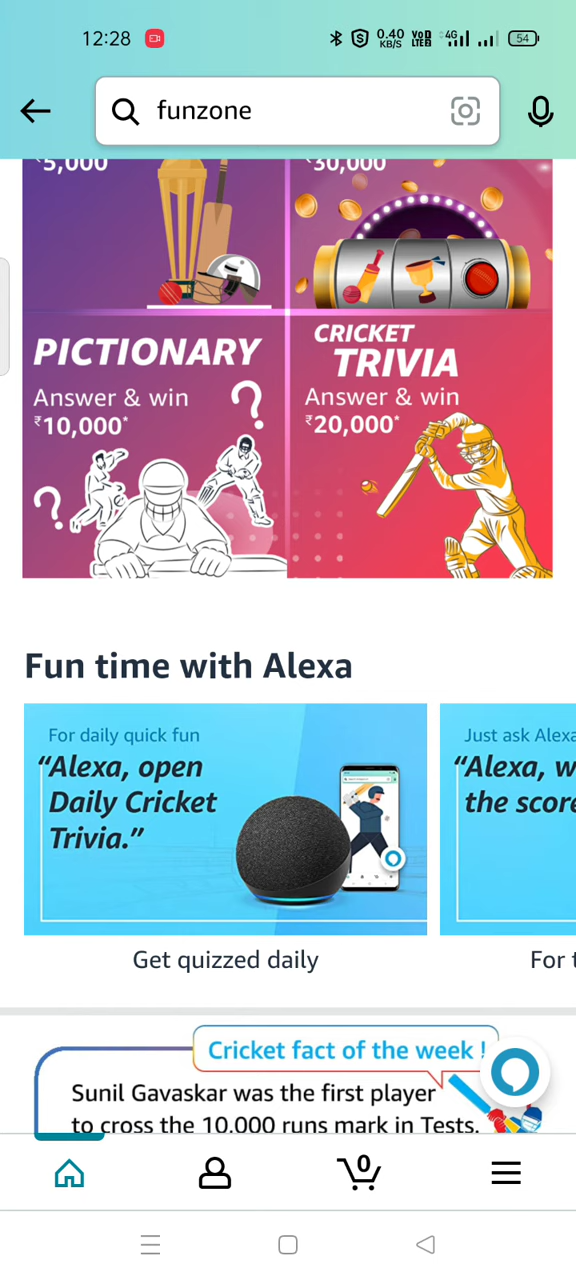 12:28
0.40
KB/S
VoD
LTE2
4G
54
funzone
₹5,000
₹30,000
PICTIONARY
Answer & win
₹10,000*
CRICKET
TRIVIA
Answer & win
₹20,000*
Fun time with Alexa
For daily quick fun
“Alexa, open
Daily Cricket
Trivia.”
Get quizzed daily
Just ask Alexa
“Alexa, w
the score
For t
Cricket fact of the week !
Sunil Gavaskar was the first player
to cross the 10,000 runs mark in Tests.
0